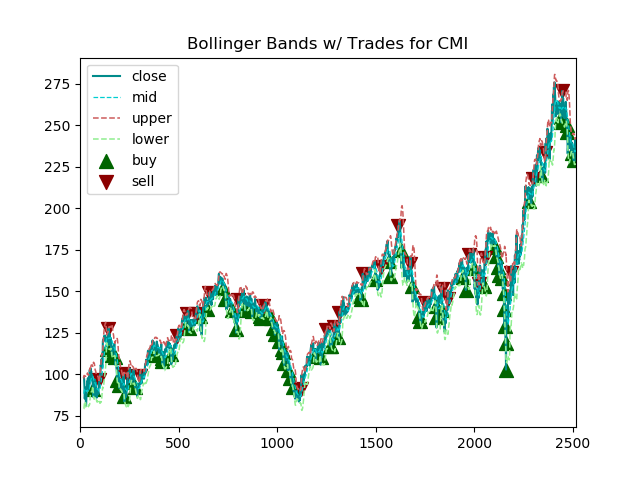 Bollinger Bands w/ Trades for CMI
close
mid
upper
lower
buy
sell
275
250
225
200
175
150
125
100
75
0 500 1000 1500 2000 2500